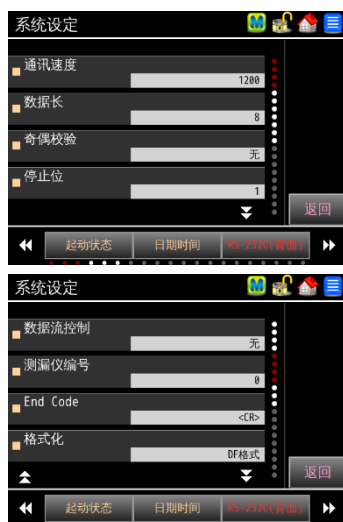 系统设定
M
通讯速度
1200
数据长
8
奇偶校验
无
停止位
1
返回
起动状态 日期时间 RS-232C(背面)
系统设定
M
数据流控制
无
测漏仪编号
0
End Code
<CR>
格式化
DF格式
返回
起动状态 日期时间 RS-232C(背面)